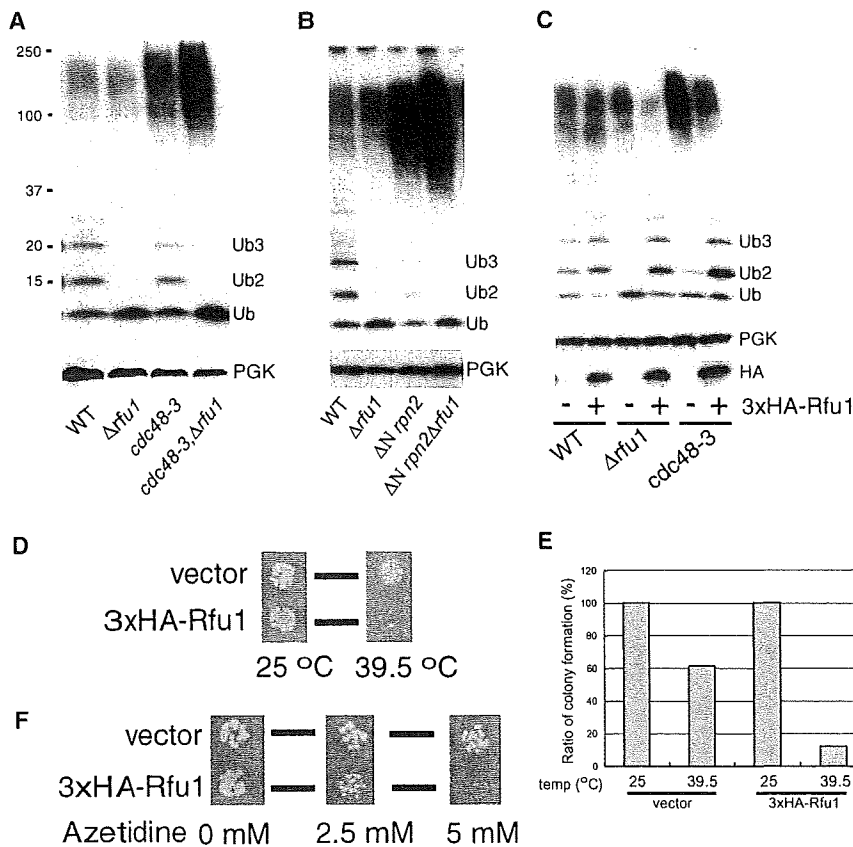 A
250
100
37
20
15
Ub3
Ub2
Ub
PGK
WT
Δrfu1
cdc48-3
cdc48-3,Δrfu1
B
Ub3
Ub2
Ub
PGK
WT
Δrfu1
ΔN rpn2
ΔN rpn2Δrfu1
C
Ub3
Ub2
Ub
PGK
HA
- + - + - + 3xHA-Rfu1
WT
Δrfu1
cdc48-3
D
vector
3xHA-Rfu1
25 °C 39.5 °C
E
Ratio of colony formation (%)
120
100
80
60
40
20
0
temp (°C) 25 39.5 25 39.5
vector 3xHA-Rfu1
F
vector
3xHA-Rfu1
Azetidine 0 mM 2.5 mM 5 mM